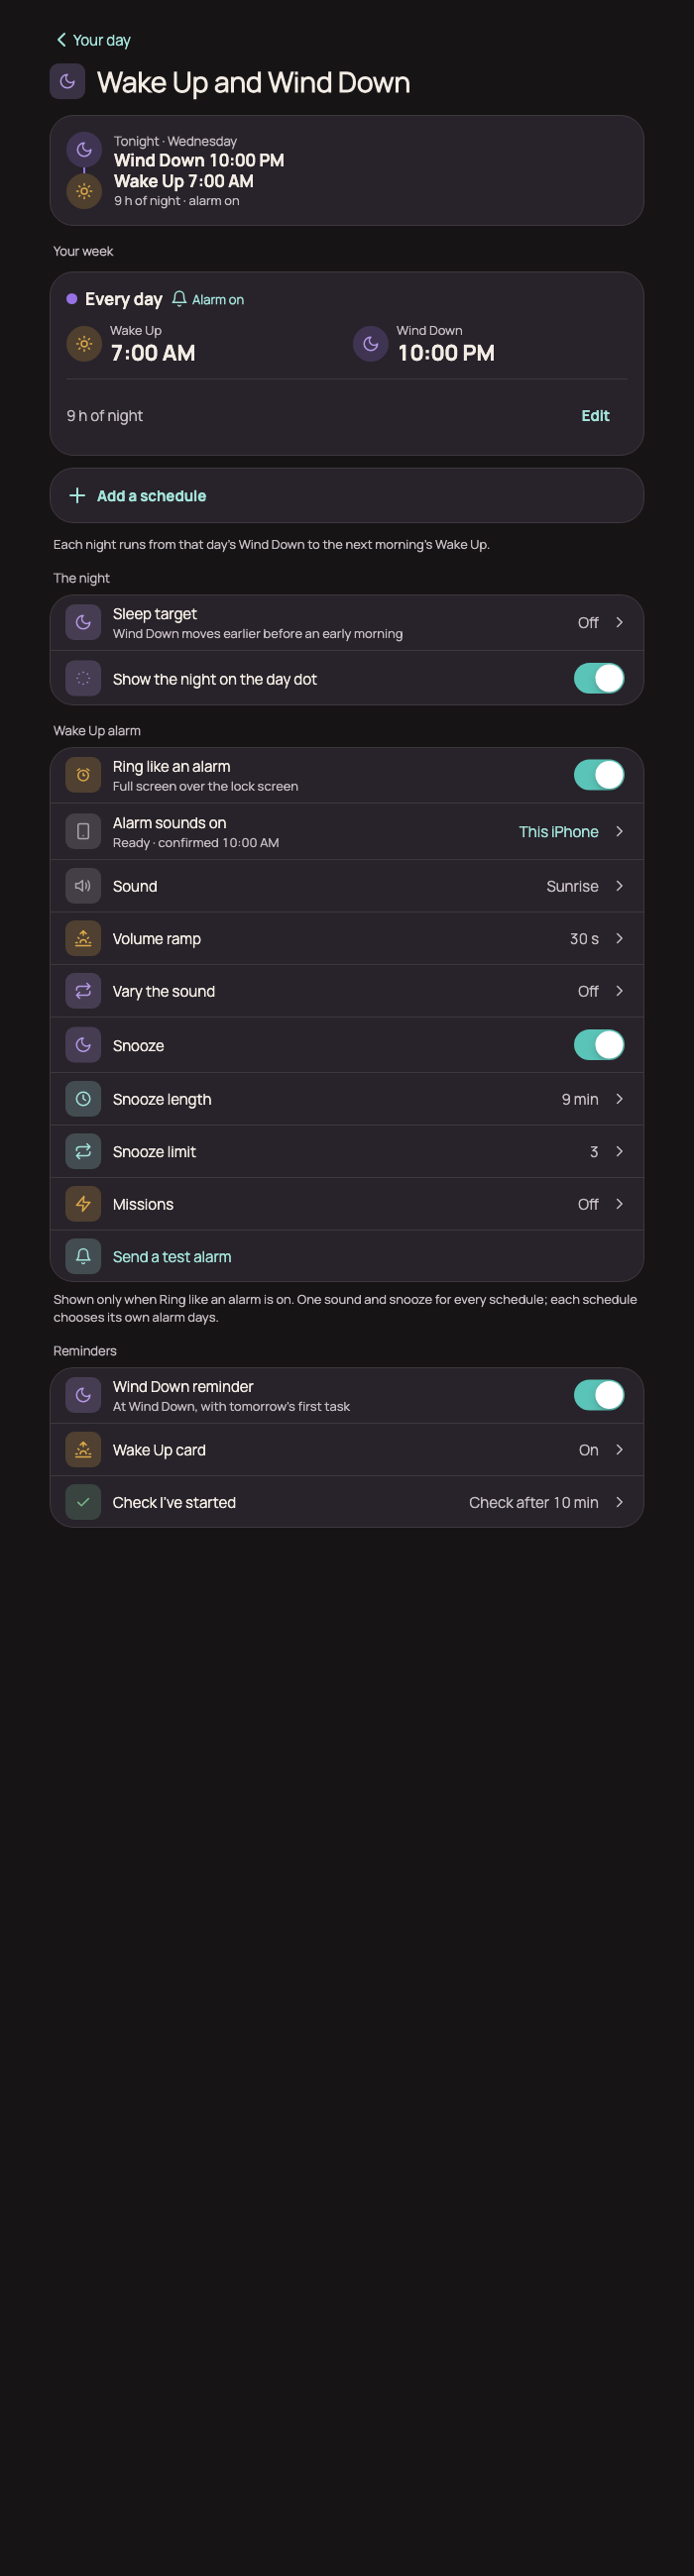 Your day
Wake Up and Wind Down
Tonight · Wednesday
Wind Down 10:00 PM
Wake Up 7:00 AM
9 h of night · alarm on
Your week
Every day Alarm on
Wake Up
7:00 AM
Wind Down
10:00 PM
9 h of night
Edit
Add a schedule
Each night runs from that day's Wind Down to the next morning's Wake Up.
The night
Sleep target
Wind Down moves earlier before an early morning
Off
Show the night on the day dot
Wake Up alarm
Ring like an alarm
Full screen over the lock screen
Alarm sounds on
Ready · confirmed 10:00 AM
This iPhone
Sound
Sunrise
Volume ramp
30 s
Vary the sound
Off
Snooze
Snooze length
9 min
Snooze limit
3
Missions
Off
Send a test alarm
Shown only when Ring like an alarm is on. One sound and snooze for every schedule; each schedule
chooses its own alarm days.
Reminders
Wind Down reminder
At Wind Down, with tomorrow's first task
Wake Up card
On
Check I've started
Check after 10 min